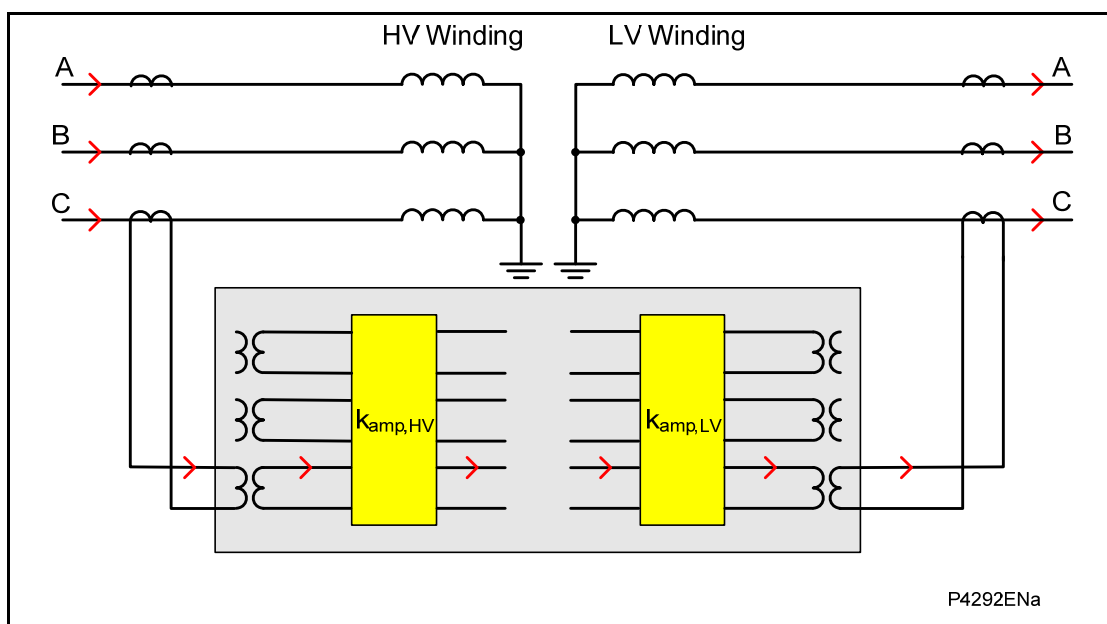 HV Winding LV Winding
A A
B B
C C
kamp,HV kamp,LV
P4292ENa